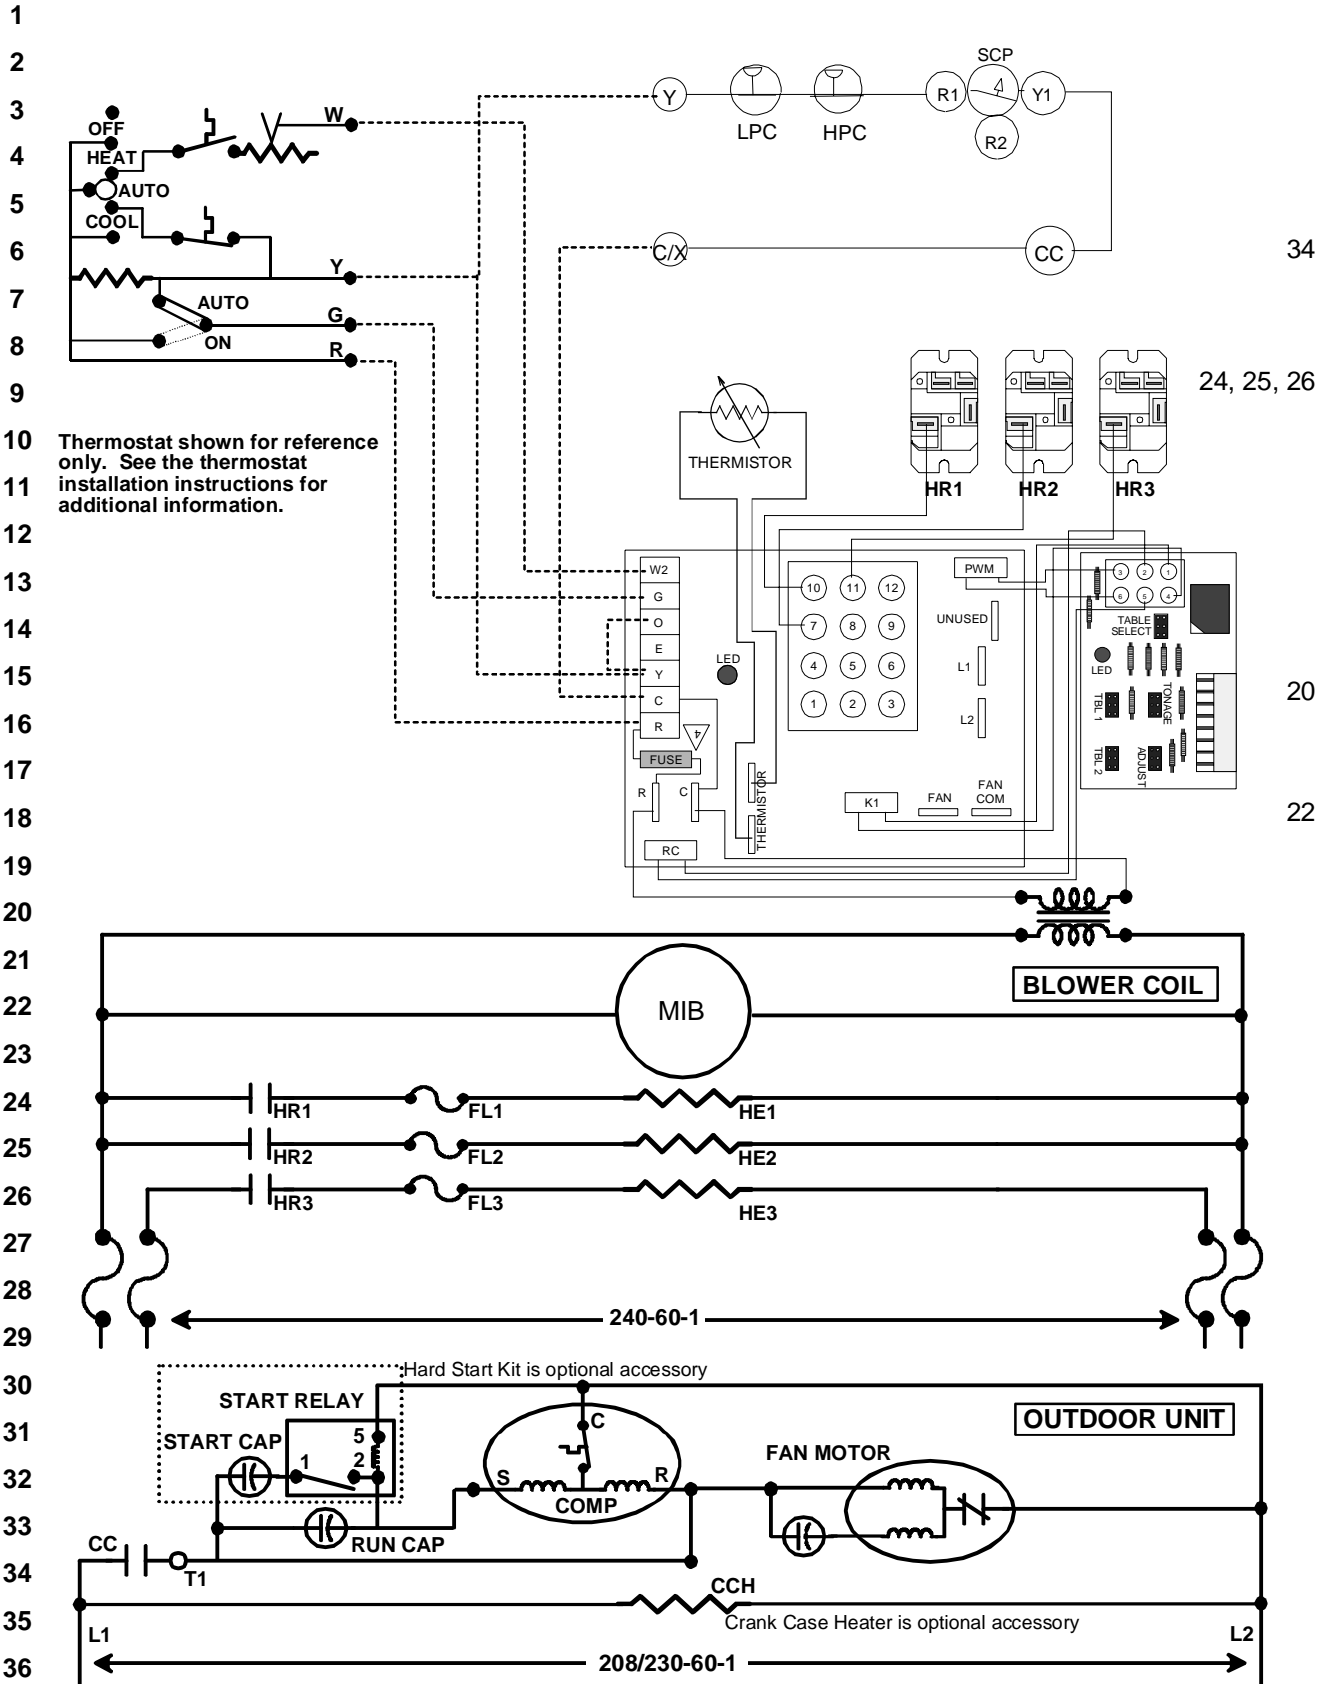 1
2
SCP
3
OFF
W
Y
LPC
HPC
R1
Y1
R2
4
HEAT
AUTO
5
COOL
6
Y
C/X
CC
34
7
AUTO
G
8
ON
R
9
24, 25, 26
10
Thermostat shown for reference
only. See the thermostat
11
installation instructions for
additional information.
THERMISTOR
HR1
HR2
HR3
12
13
W2
G
PWM
10
11
12
3
2
1
6
5
4
14
O
E
UNUSED
7
8
9
TABLE
SELECT
15
Y
C
LED
4
5
6
L1
LED
20
16
R
1
2
3
L2
TBL 1
TONAGE
17
FUSE
4
THERMISTOR
TBL 2
ADJUST
18
R
C
K1
FAN
FAN
COM
22
19
RC
THERMISTOR
20
21
BLOWER COIL
22
MIB
23
24
HR1
FL1
HE1
25
HR2
FL2
HE2
26
HR3
FL3
HE3
27
28
29
240-60-1
30
Hard Start Kit is optional accessory
START RELAY
31
START CAP
5
C
OUTDOOR UNIT
FAN MOTOR
32
1
2
S
R
COMP
33
RUN CAP
CC
34
T1
CCH
35
Crank Case Heater is optional accessory
L1
L2
36
208/230-60-1